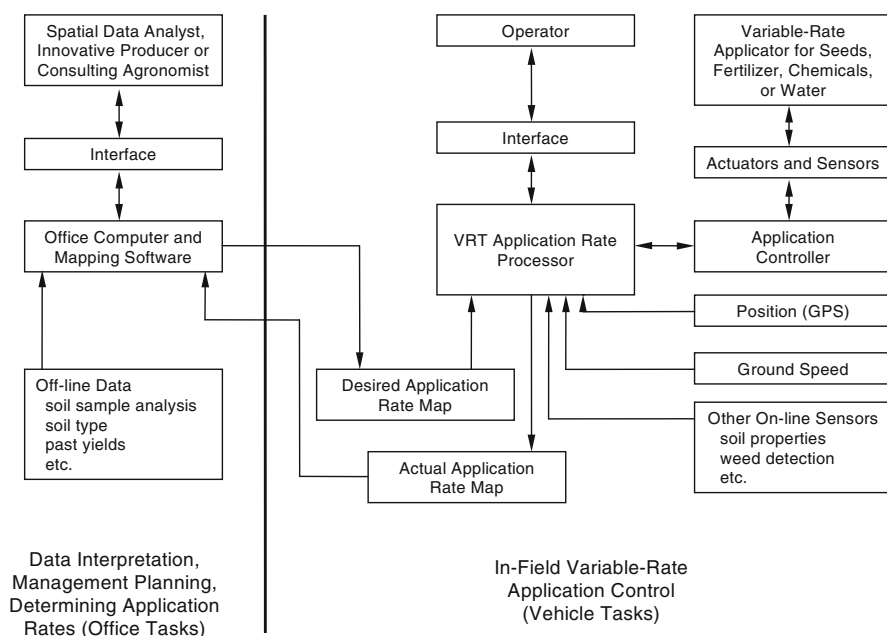 Spatial Data Analyst,
Innovative Producer or
Consulting Agronomist
Interface
Office Computer and
Mapping Software
Off-line Data
soil sample analysis
soil type
past yields
etc.
Data Interpretation,
Management Planning,
Determining Application
Rates (Office Tasks)
Operator
Interface
VRT Application Rate
Processor
Desired Application
Rate Map
Actual Application
Rate Map
Variable-Rate
Applicator for Seeds,
Fertilizer, Chemicals,
or Water
Actuators and Sensors
Application
Controller
Position (GPS)
Ground Speed
Other On-line Sensors
soil properties
weed detection
etc.
In-Field Variable-Rate
Application Control
(Vehicle Tasks)